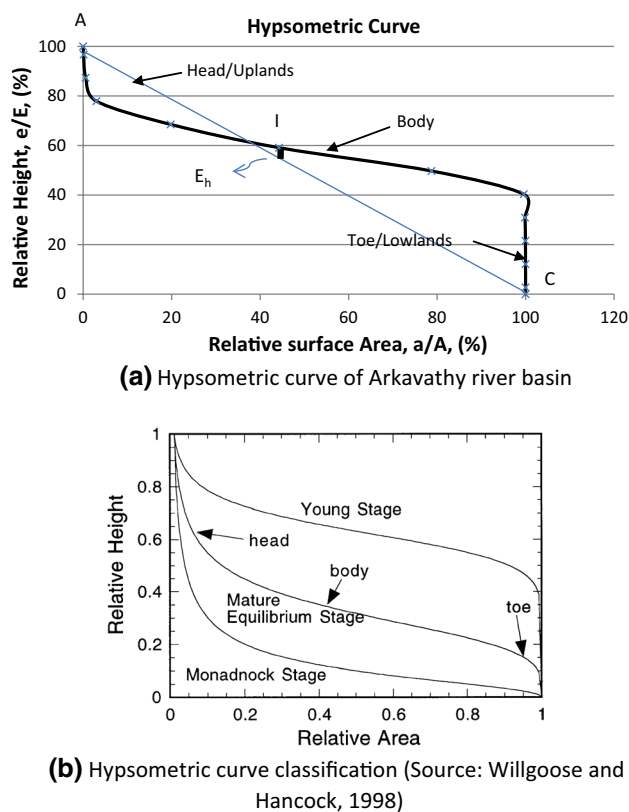 A
Hypsometric Curve
Relative Height, e/E, (%)
100
80
60
40
20
0
Head/Uplands
I
Body
Eh
Toe/Lowlands
C
0 20 40 60 80 100 120
Relative surface Area, a/A, (%)
(a) Hypsometric curve of Arkavathy river basin
Relative Height
1
0.8
0.6
0.4
0.2
0
Young Stage
head
body
Mature
Equilibrium Stage
toe
Monadnock Stage
0 0.2 0.4 0.6 0.8 1
Relative Area
(b) Hypsometric curve classification (Source: Willgoose and
Hancock, 1998)